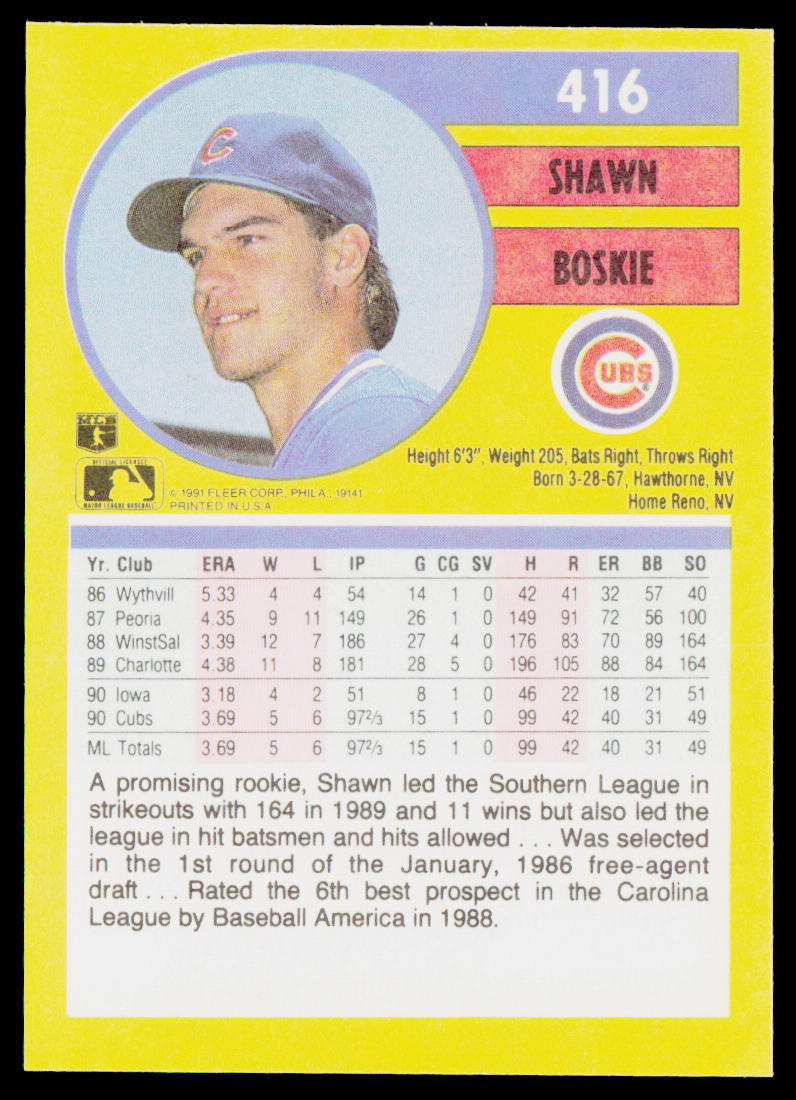 416
SHAWN
BOSKIE
C
CUBS ®
MLB
OFFICIAL LICENSEE
MAJOR LEAGUE BASEBALL
© 1991 FLEER CORP., PHILA., 19141
PRINTED IN U.S.A.
Height 6'3", Weight 205, Bats Right, Throws Right
Born 3-28-67, Hawthorne, NV
Home Reno, NV
Yr. Club ERA W L IP G CG SV H R ER BB SO
86 Wythvill 5.33 4 4 54 14 1 0 42 41 32 57 40
87 Peoria 4.35 9 11 149 26 1 0 149 91 72 56 100
88 WinstSal 3.39 12 7 186 27 4 0 176 83 70 89 164
89 Charlotte 4.38 11 8 181 28 5 0 196 105 88 84 164
90 Iowa 3.18 4 2 51 8 1 0 46 22 18 21 51
90 Cubs 3.69 5 6 97 2/3 15 1 0 99 42 40 31 49
ML Totals 3.69 5 6 97 2/3 15 1 0 99 42 40 31 49
A promising rookie, Shawn led the Southern League in
strikeouts with 164 in 1989 and 11 wins but also led the
league in hit batsmen and hits allowed . . . Was selected
in the 1st round of the January, 1986 free-agent
draft . . . Rated the 6th best prospect in the Carolina
League by Baseball America in 1988.